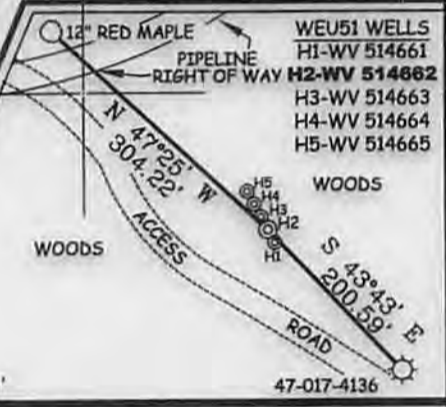 12" RED MAPLE
PIPELINE
RIGHT OF WAY
WEU51 WELLS
H1-WV 514661
H2-WV 514662
H3-WV 514663
H4-WV 514664
H5-WV 514665
N 47°25' W
304.22'
H5
H4
H3
H2
H1
WOODS
WOODS
ACCESS
ROAD
S 43°43' E
200.59'
47-017-4136